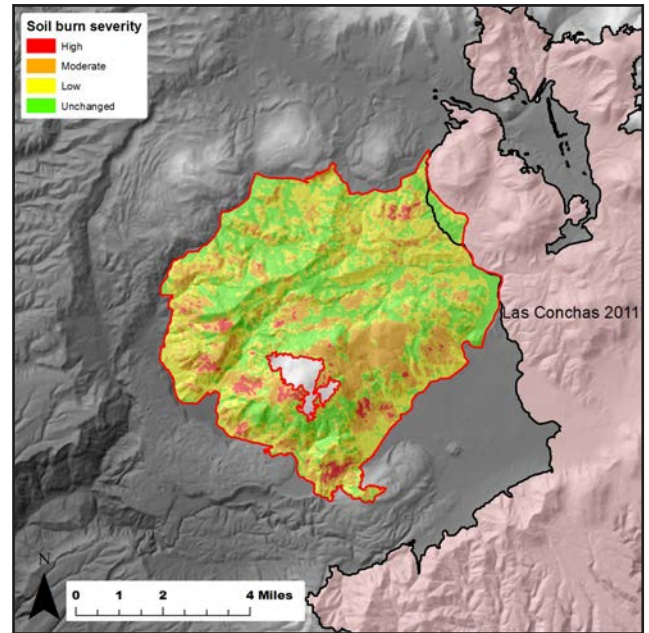 Soil burn severity
High
Moderate
Low
Unchanged
Las Conchas 2011
N
0 1 2 4 Miles